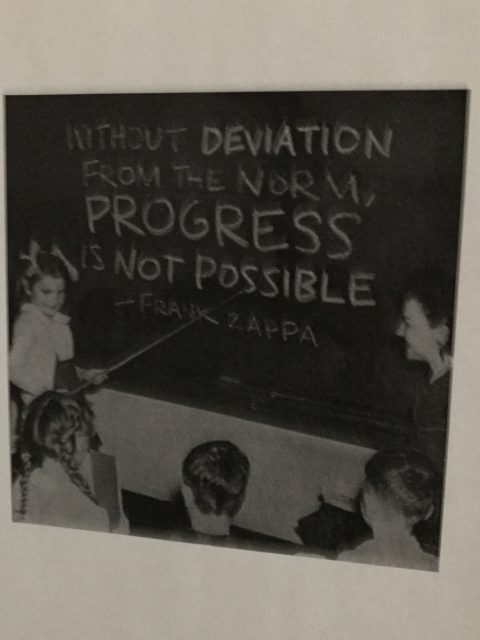 WITHOUT DEVIATION
FROM THE NORM,
PROGRESS
IS NOT POSSIBLE
—FRANK ZAPPA